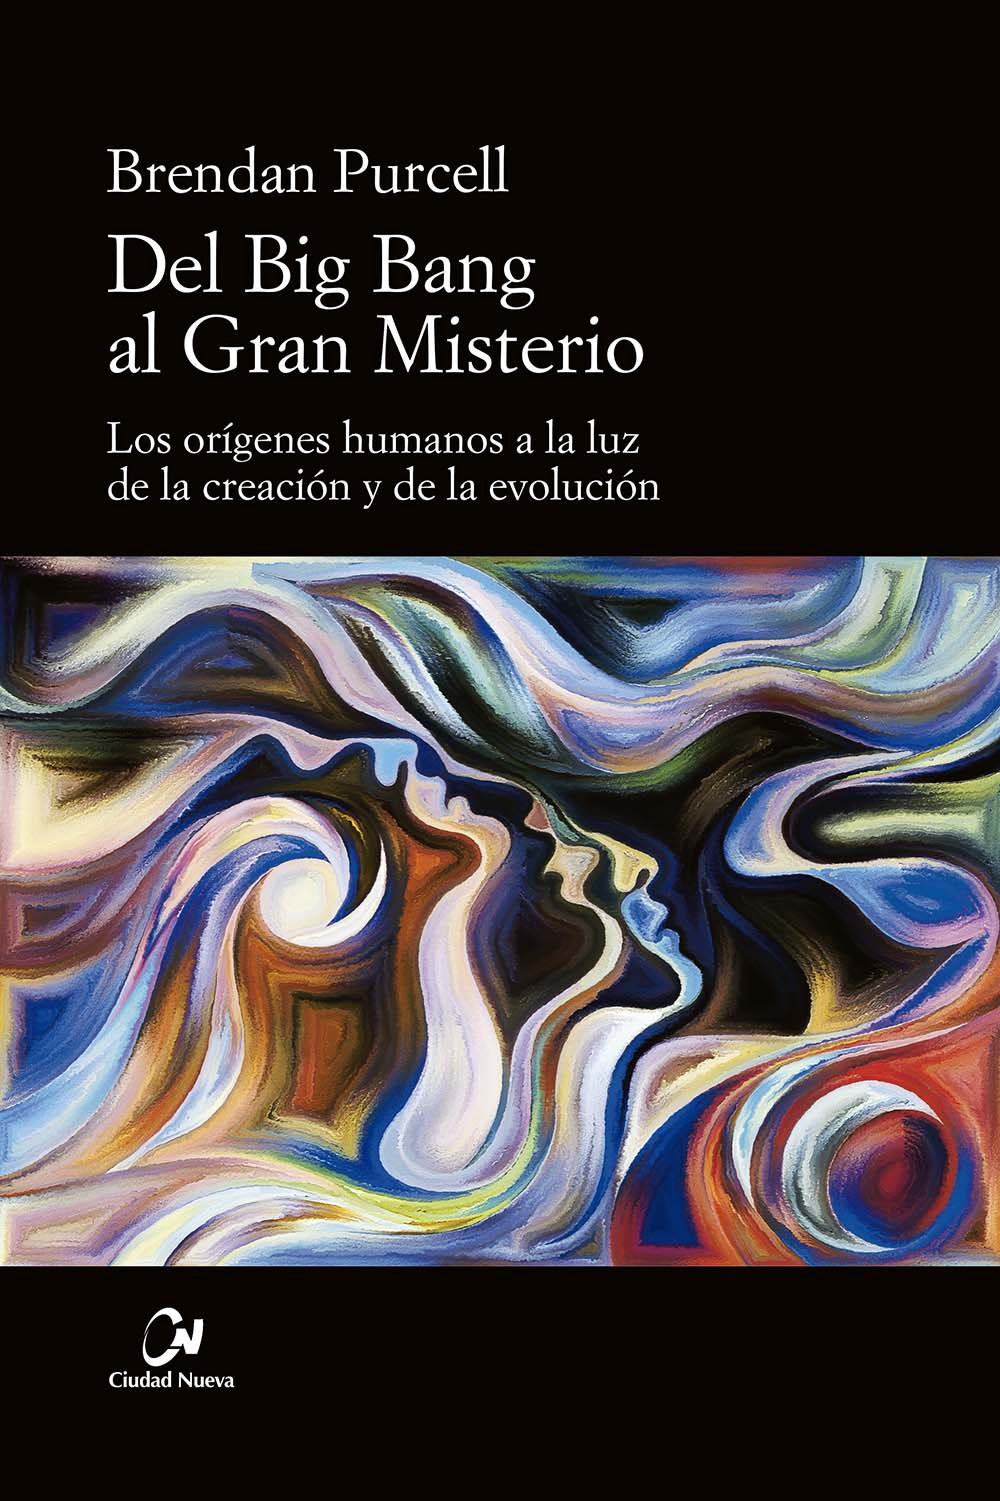 Brendan Purcell
Del Big Bang
al Gran Misterio
Los orígenes humanos a la luz
de la creación y de la evolución
CN
Ciudad Nueva